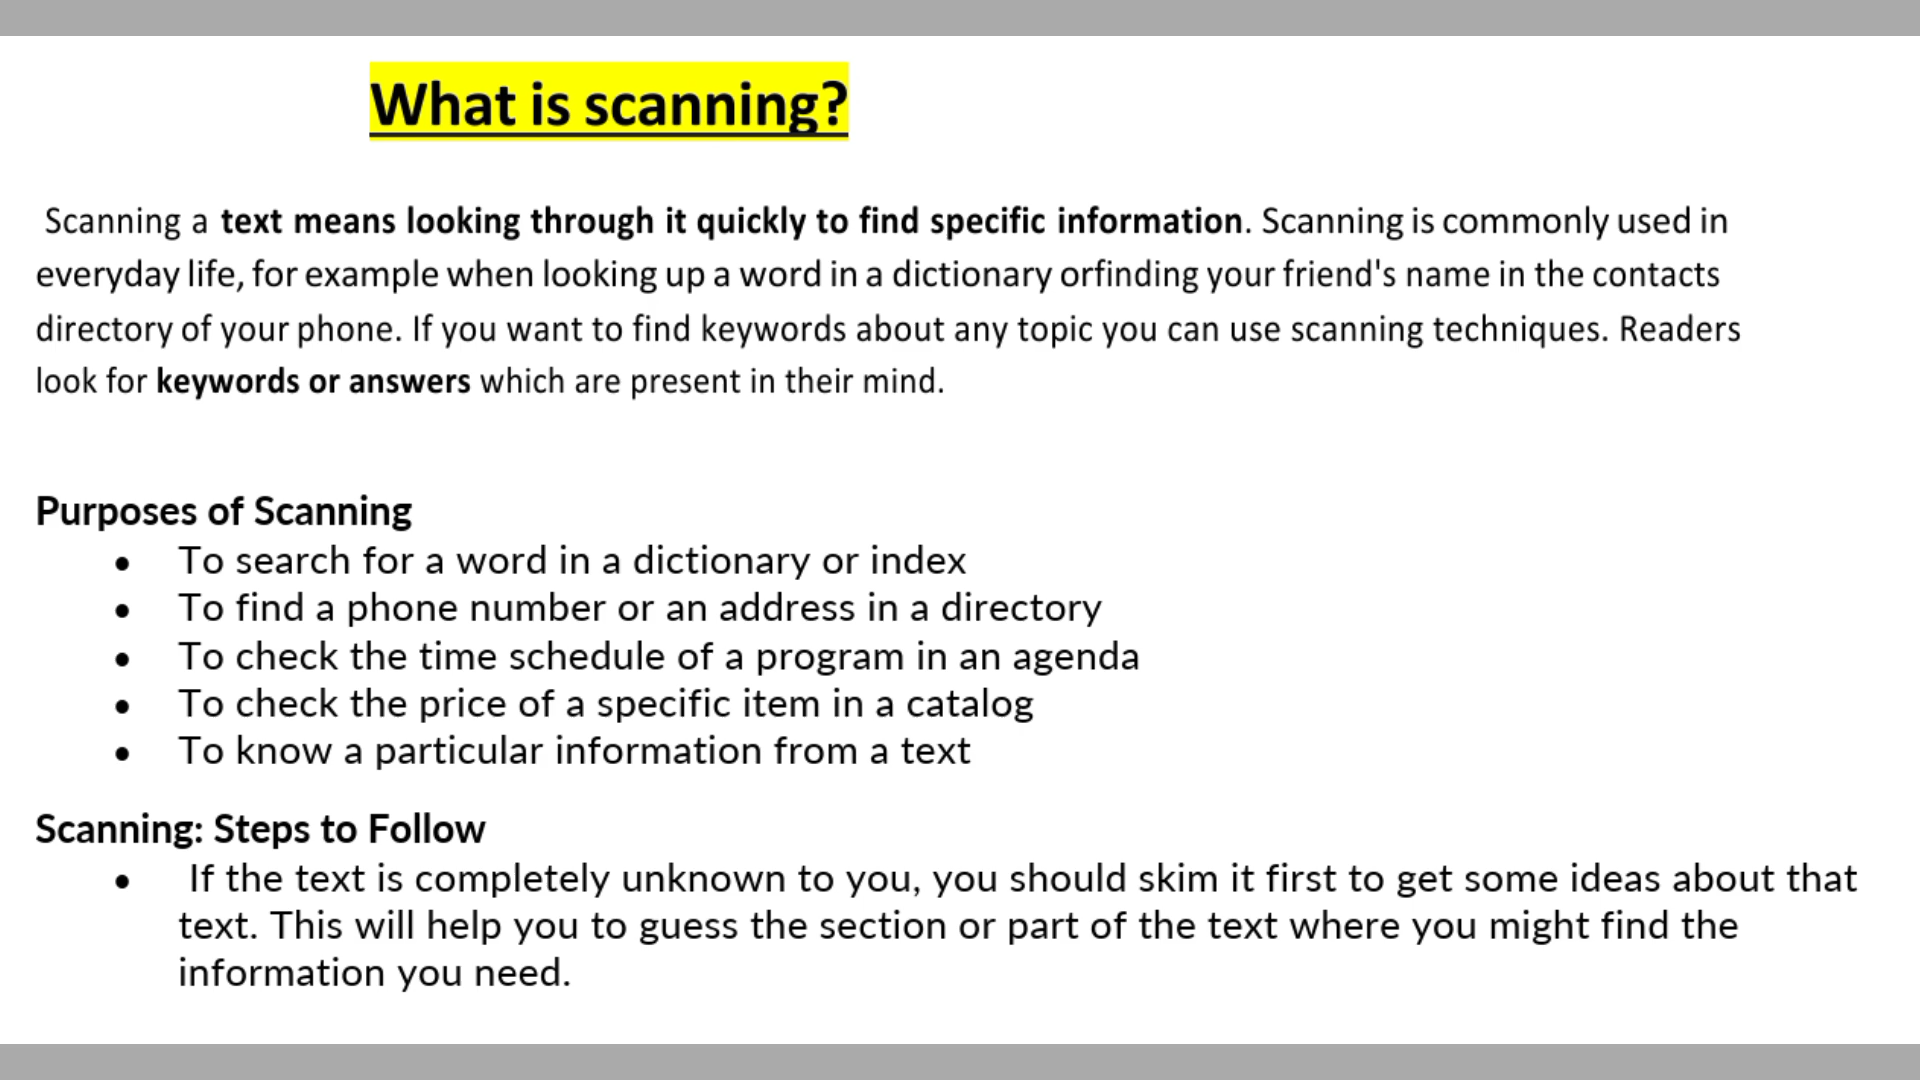 What is scanning?
Scanning a text means looking through it quickly to find specific information. Scanning is commonly used in
everyday life, for example when looking up a word in a dictionary orfinding your friend's name in the contacts
directory of your phone. If you want to find keywords about any topic you can use scanning techniques. Readers
look for keywords or answers which are present in their mind.
Purposes of Scanning
• To search for a word in a dictionary or index
• To find a phone number or an address in a directory
• To check the time schedule of a program in an agenda
• To check the price of a specific item in a catalog
• To know a particular information from a text
Scanning: Steps to Follow
• If the text is completely unknown to you, you should skim it first to get some ideas about that
text. This will help you to guess the section or part of the text where you might find the
information you need.